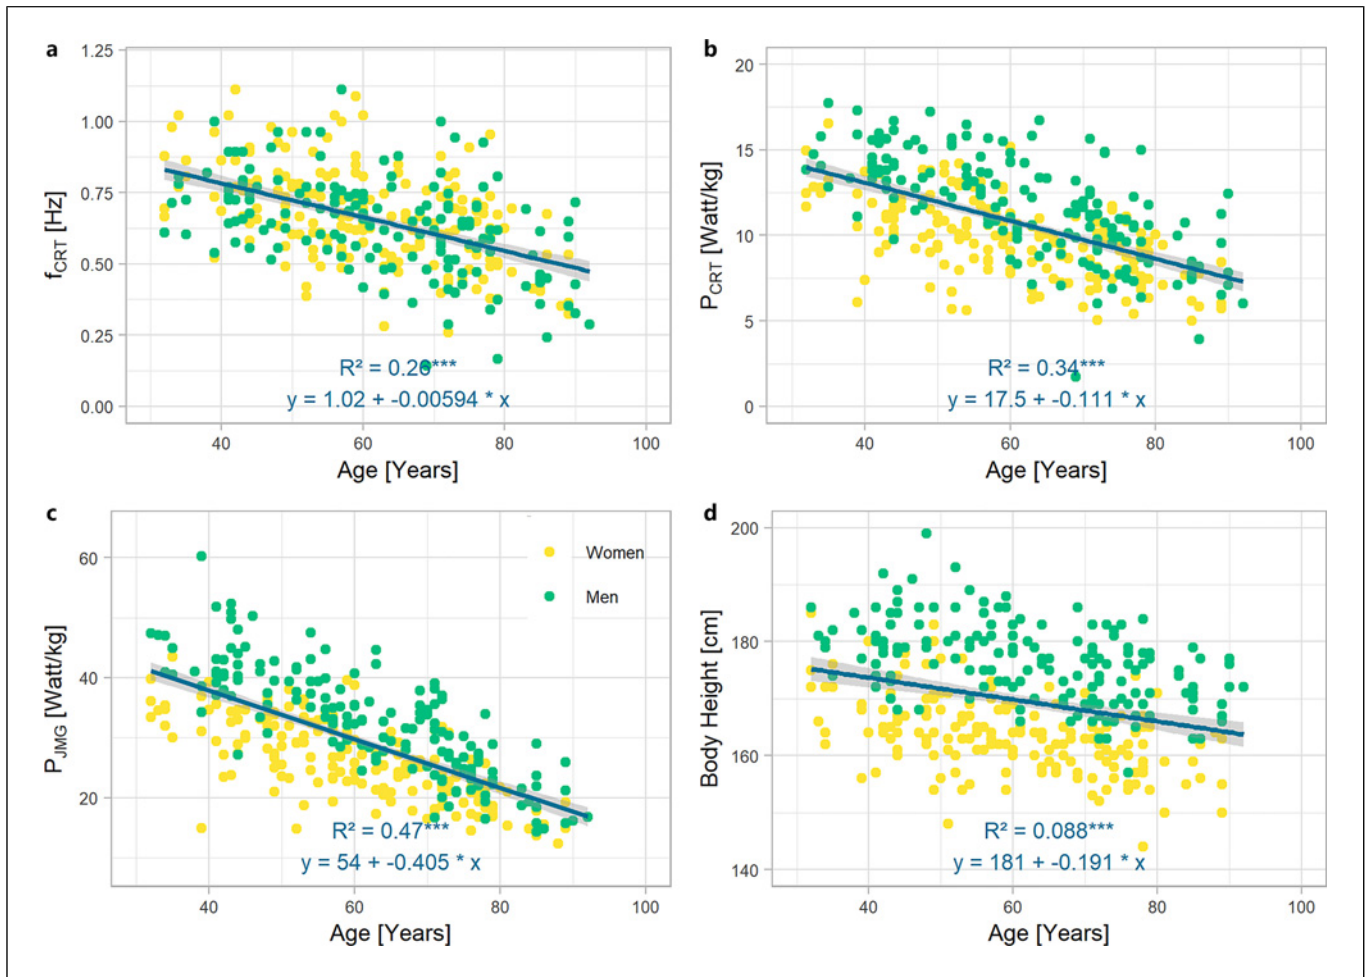 a
1.25
1.00
0.75
0.50
0.25
0.00
f_CRT [Hz]
R² = 0.26***
y = 1.02 + -0.00594 * x
40 60 80 100
Age [Years]
b
20
15
10
5
0
P_CRT [Watt/kg]
R² = 0.34***
y = 17.5 + -0.111 * x
40 60 80 100
Age [Years]
c
60
40
20
P_JMG [Watt/kg]
Women
Men
R² = 0.47***
y = 54 + -0.405 * x
40 60 80 100
Age [Years]
d
200
180
160
140
Body Height [cm]
R² = 0.088***
y = 181 + -0.191 * x
40 60 80 100
Age [Years]